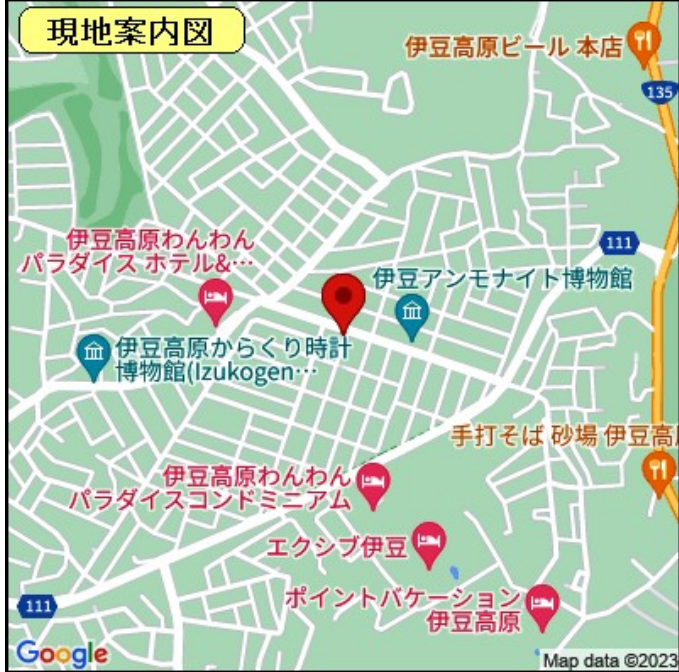 現地案内図
伊豆高原ビール 本店
135
伊豆高原わんわん
パラダイス ホテル&…
111
伊豆アンモナイト博物館
伊豆高原からくり時計
博物館(Izukogen…
手打そば 砂場 伊豆高
伊豆高原わんわん
パラダイスコンドミニアム
エクシブ伊豆
ポイントバケーション
伊豆高原
111
Google
Map data ©2023